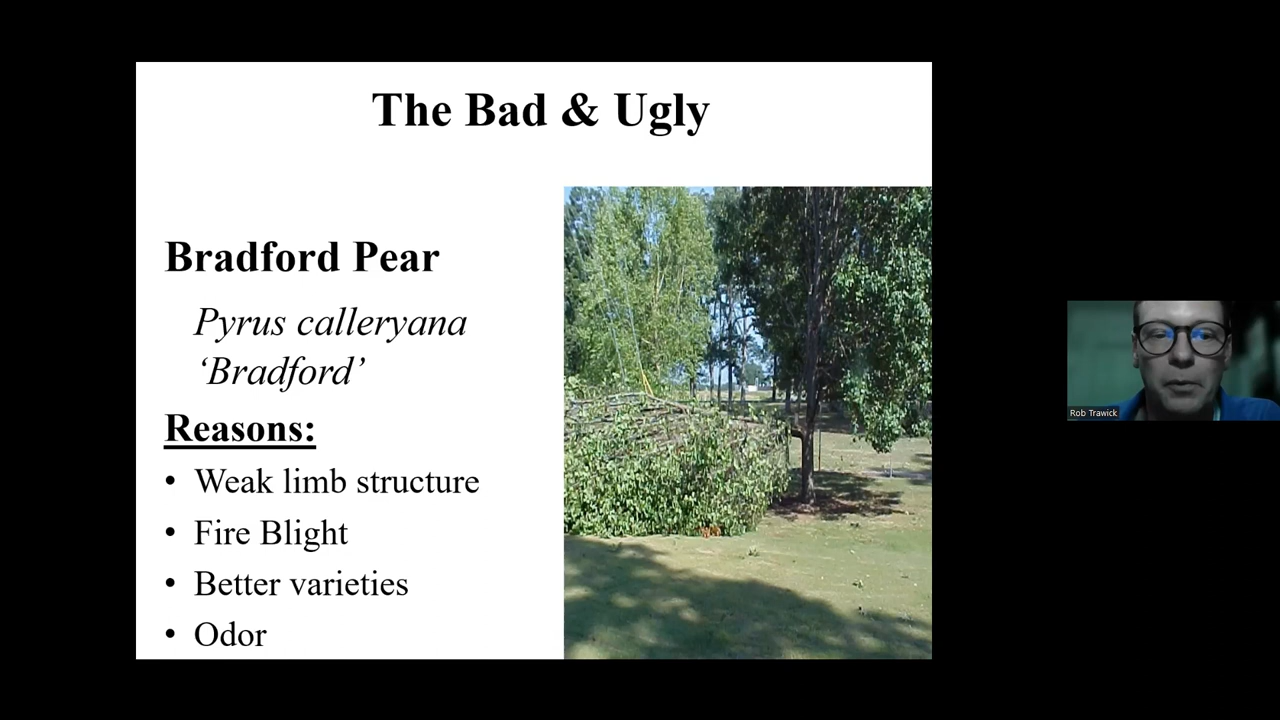 The Bad & Ugly
Bradford Pear
Pyrus calleryana
‘Bradford’
Reasons:
• Weak limb structure
• Fire Blight
• Better varieties
• Odor
Rob Trawick